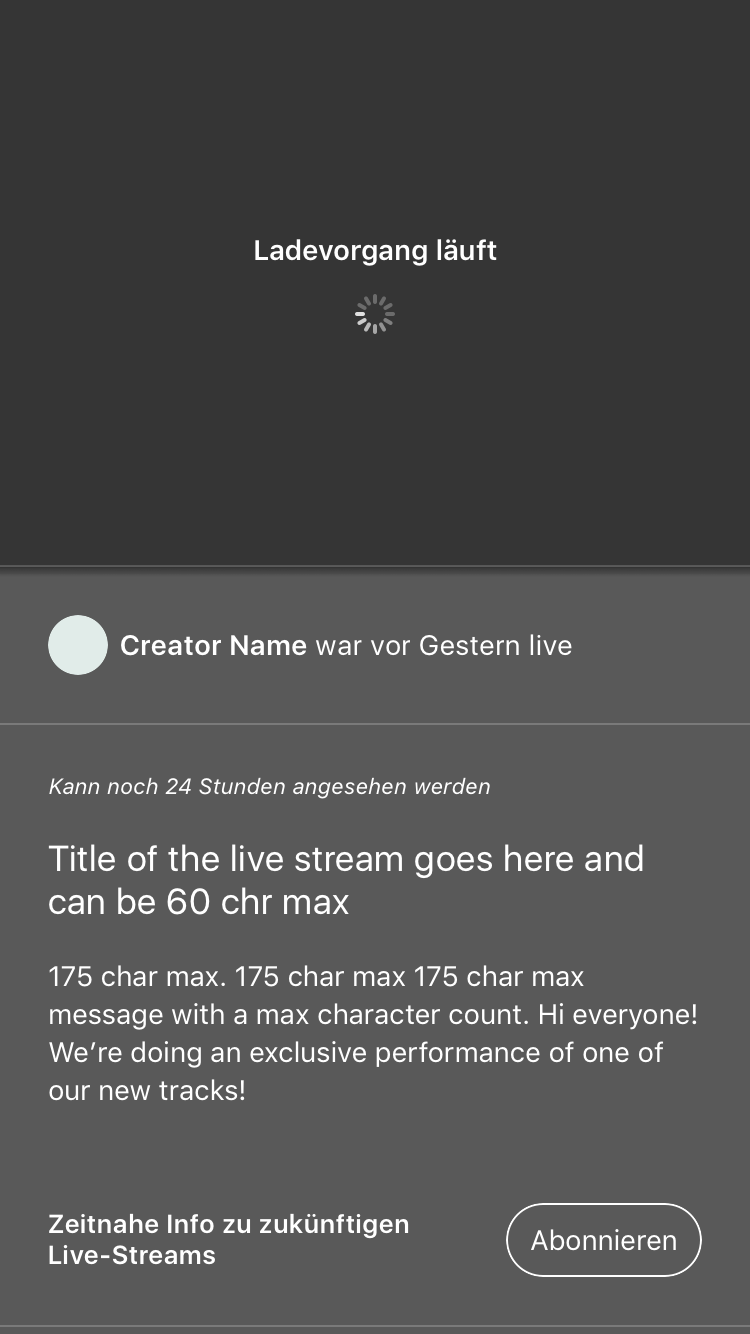 Ladevorgang läuft
Creator Name war vor Gestern live
Kann noch 24 Stunden angesehen werden
Title of the live stream goes here and
can be 60 chr max
175 char max. 175 char max 175 char max
message with a max character count. Hi everyone!
We’re doing an exclusive performance of one of
our new tracks!
Zeitnahe Info zu zukünftigen
Live-Streams
Abonnieren